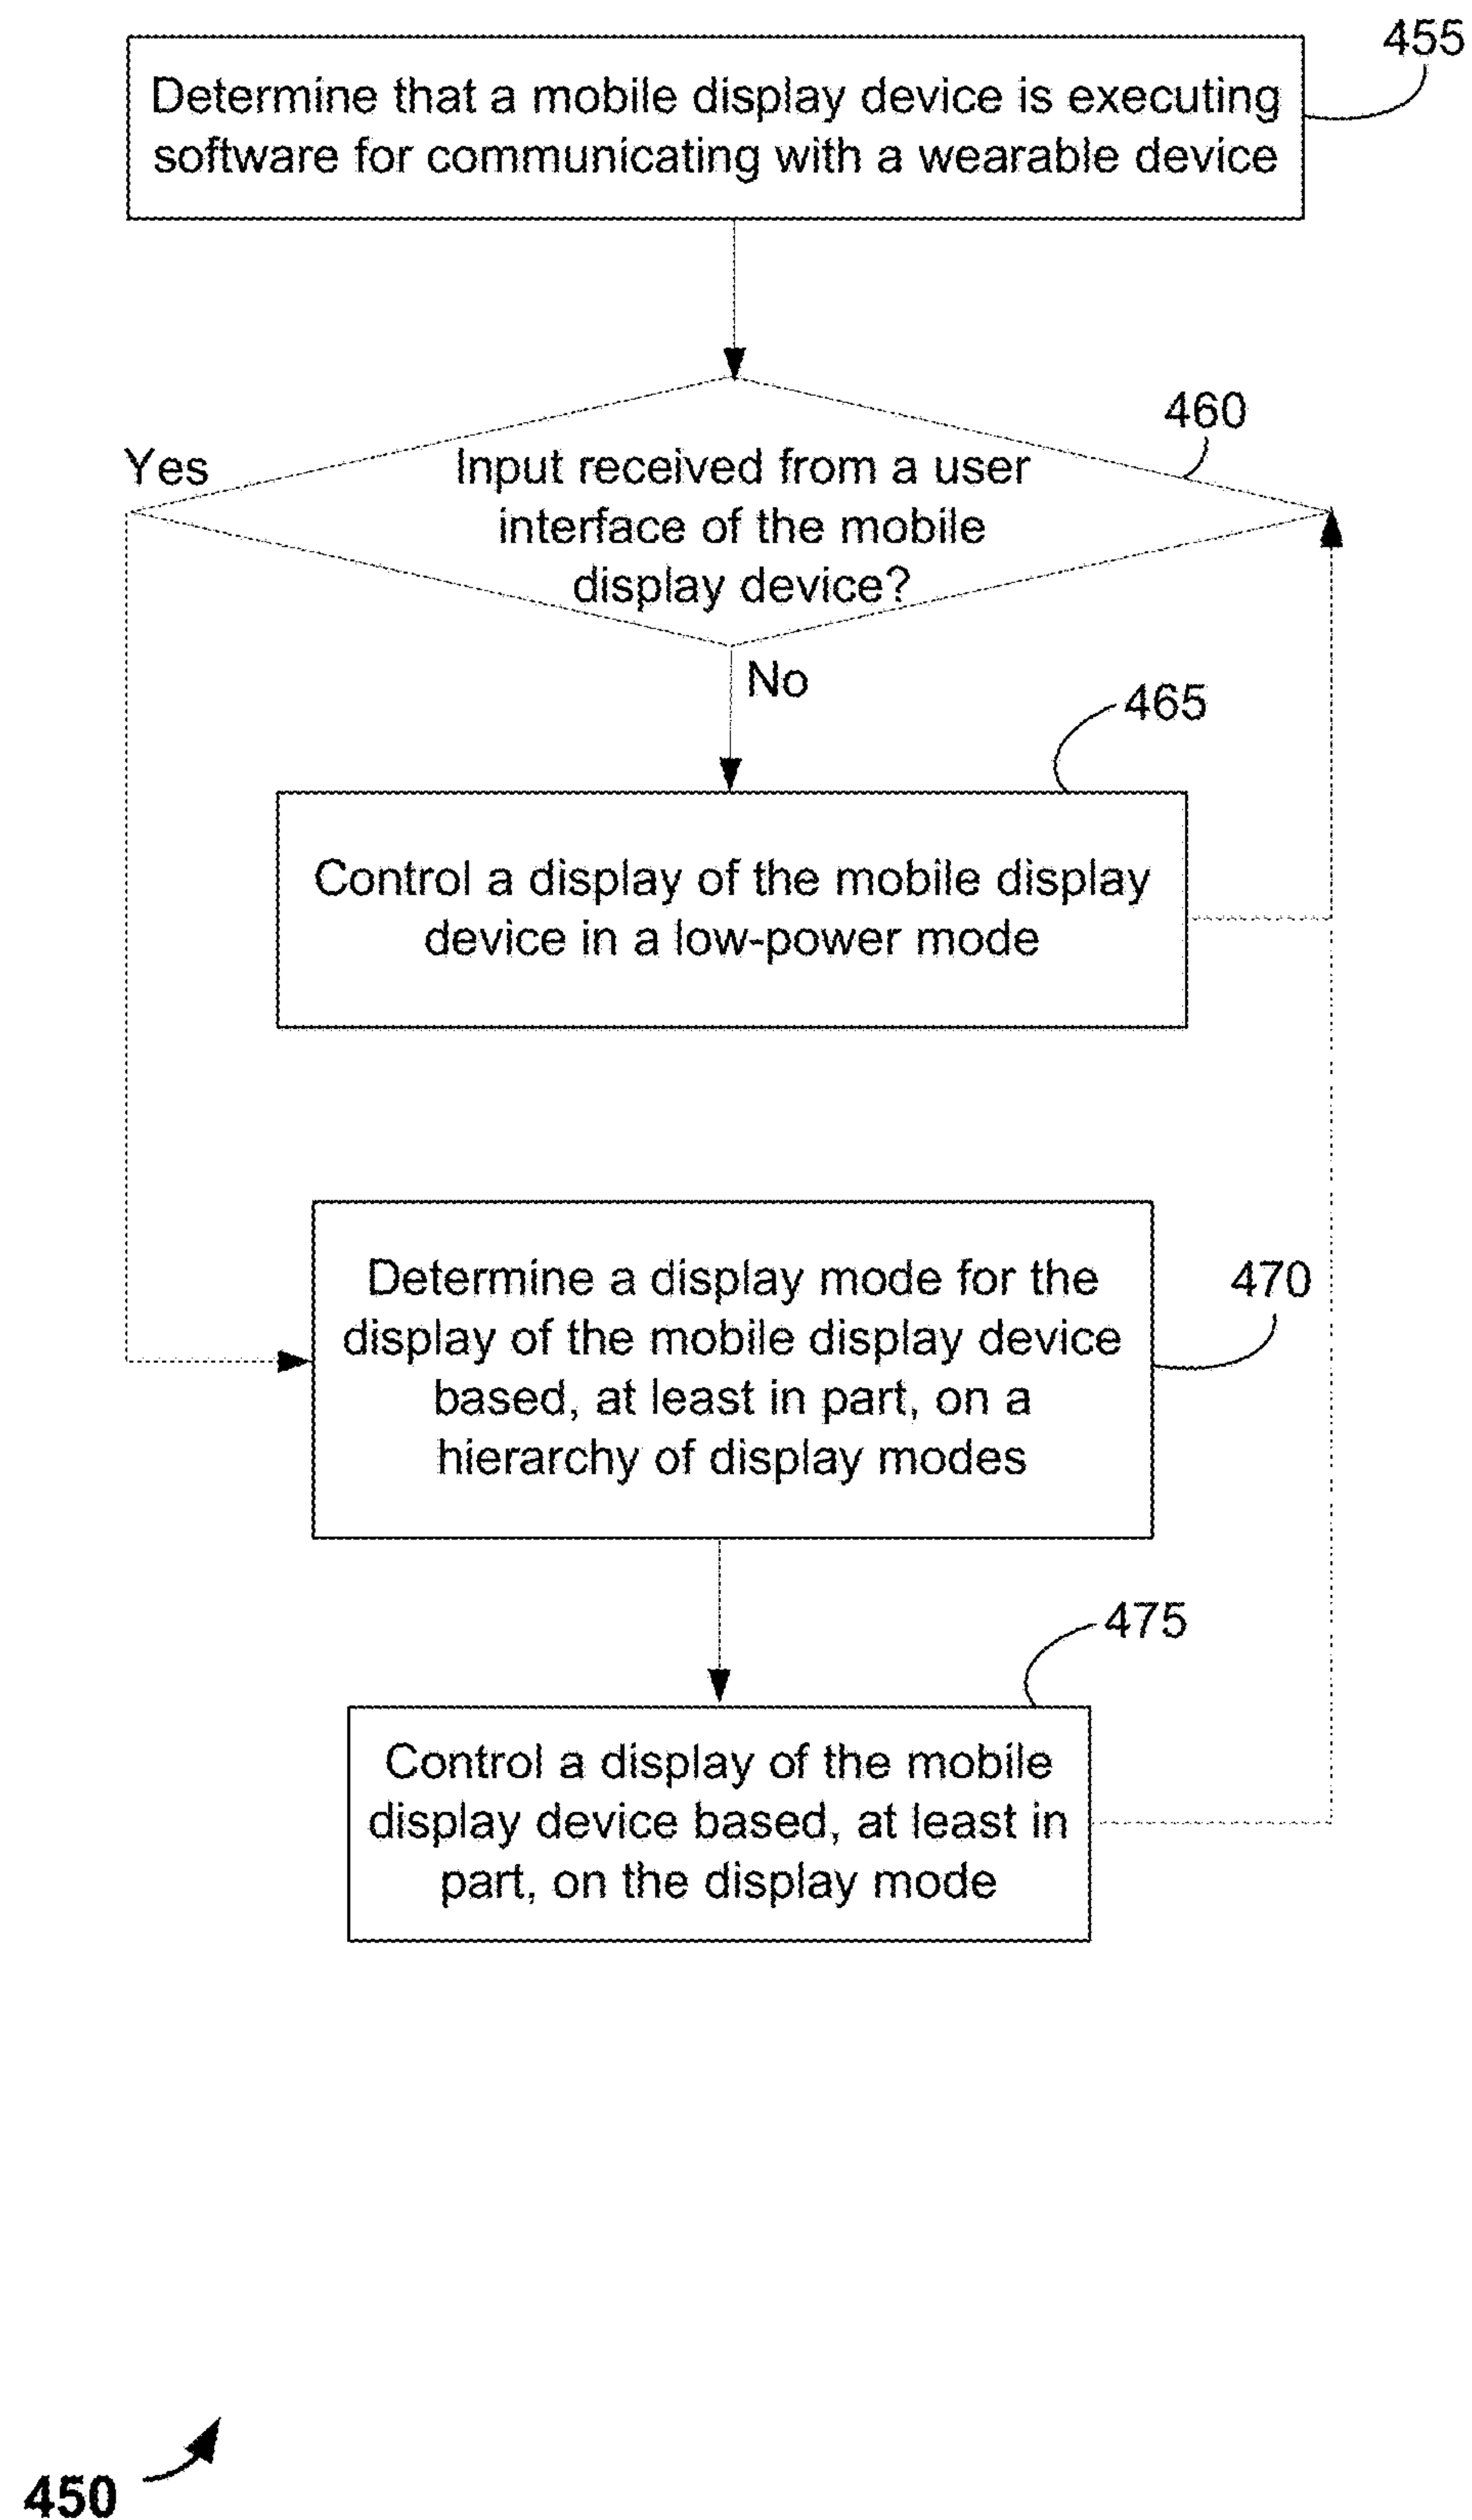 455
Determine that a mobile display device is executing
software for communicating with a wearable device
460
Yes
Input received from a user
interface of the mobile
display device?
No
465
Control a display of the mobile display
device in a low-power mode
Determine a display mode for the
display of the mobile display device
based, at least in part, on a
hierarchy of display modes
470
475
Control a display of the mobile
display device based, at least in
part, on the display mode
450